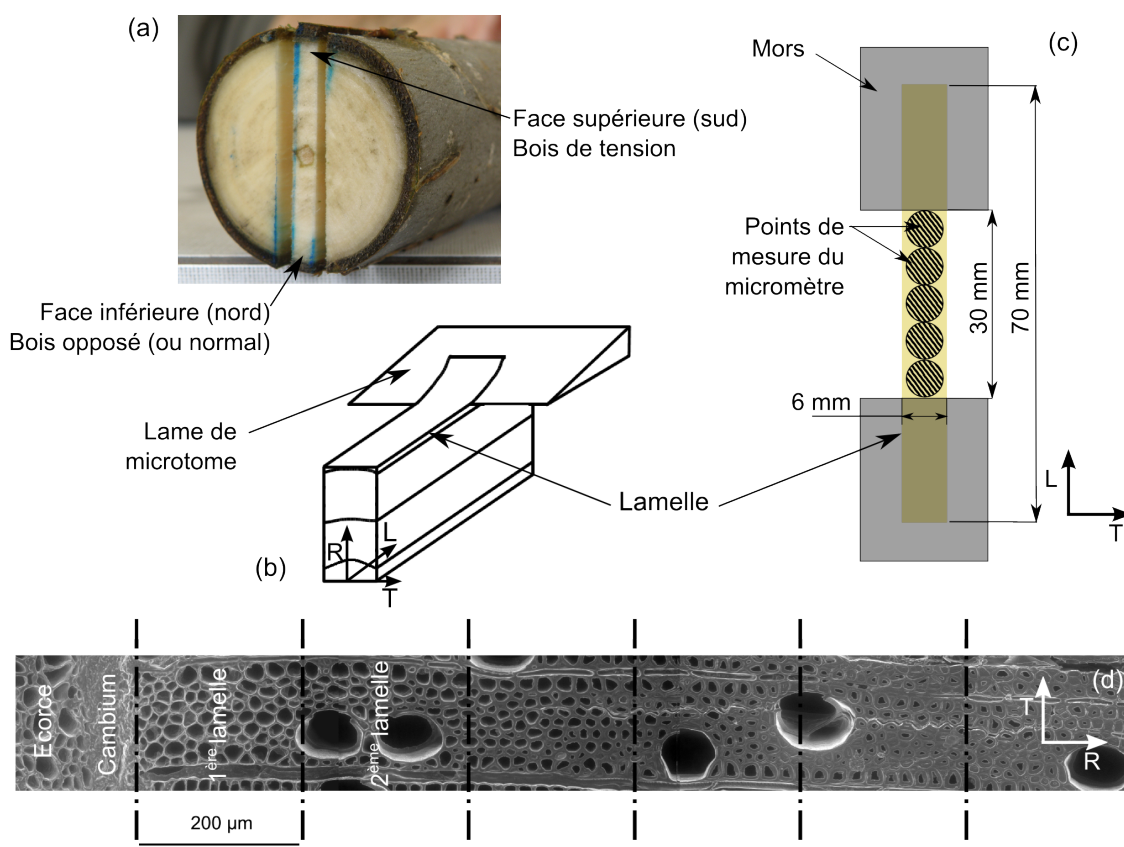 (a)
Face supérieure (sud)
Bois de tension
Face inférieure (nord)
Bois opposé (ou normal)
Lame de
microtome
Lamelle
(b)
R
L
T
(c)
Mors
Points de
mesure du
micromètre
30 mm
70 mm
6 mm
L
T
Ecorce
Cambium
1ère lamelle
2ème lamelle
(d)
T
R
200 µm